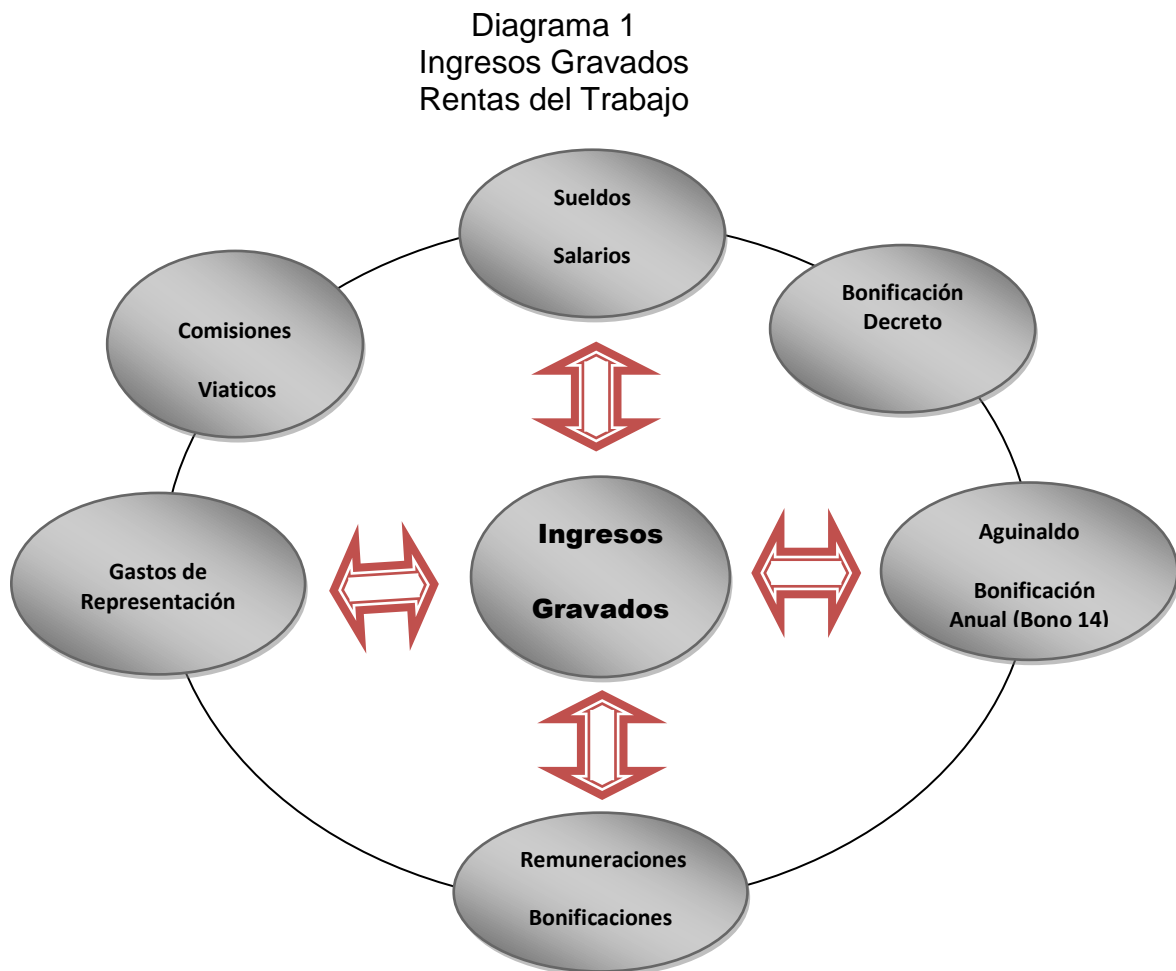 Diagrama 1
Ingresos Gravados
Rentas del Trabajo
Sueldos
Salarios
Bonificación
Decreto
Comisiones
Viaticos
Ingresos
Gravados
Aguinaldo
Bonificación
Anual (Bono 14)
Gastos de
Representación
Remuneraciones
Bonificaciones